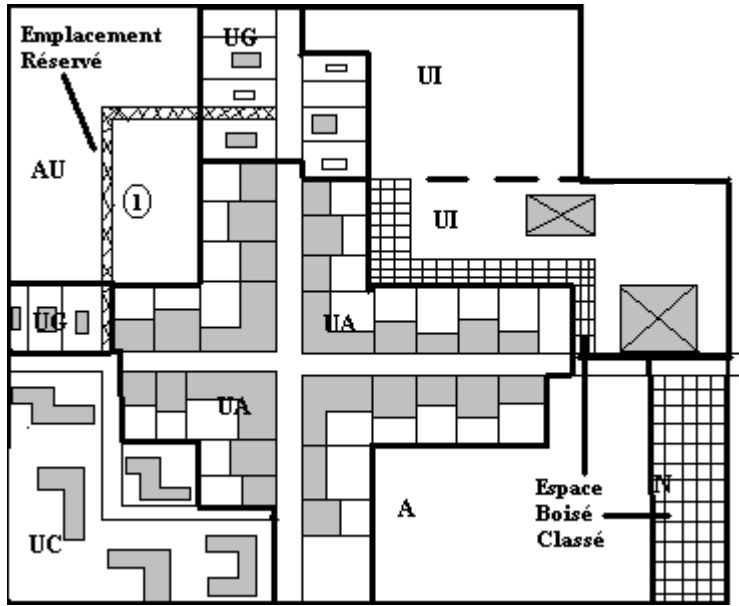 Emplacement
Réservé
UG
UI
AU
1
UI
UG
UA
UA
UC
A
Espace
Boisé
Classé
N